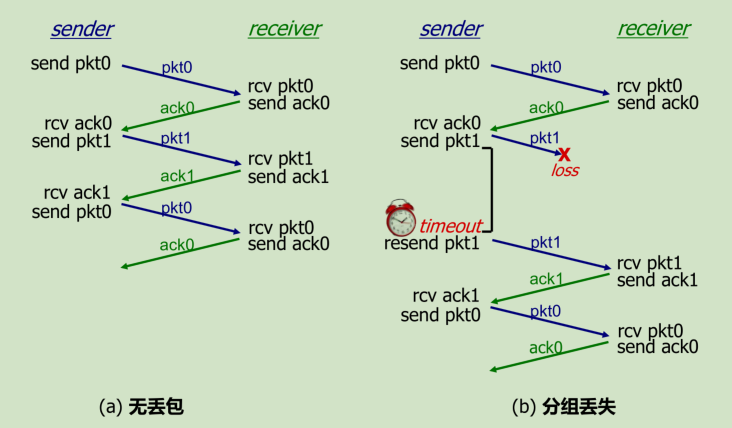 sender
receiver
send pkt0
pkt0
rcv pkt0
send ack0
ack0
rcv ack0
send pkt1
pkt1
rcv pkt1
send ack1
ack1
rcv ack1
send pkt0
pkt0
rcv pkt0
send ack0
ack0
(a) 无丢包
sender
receiver
send pkt0
pkt0
rcv pkt0
send ack0
ack0
rcv ack0
send pkt1
pkt1
X
loss
timeout
resend pkt1
pkt1
rcv pkt1
send ack1
ack1
rcv ack1
send pkt0
pkt0
rcv pkt0
send ack0
ack0
(b) 分组丢失